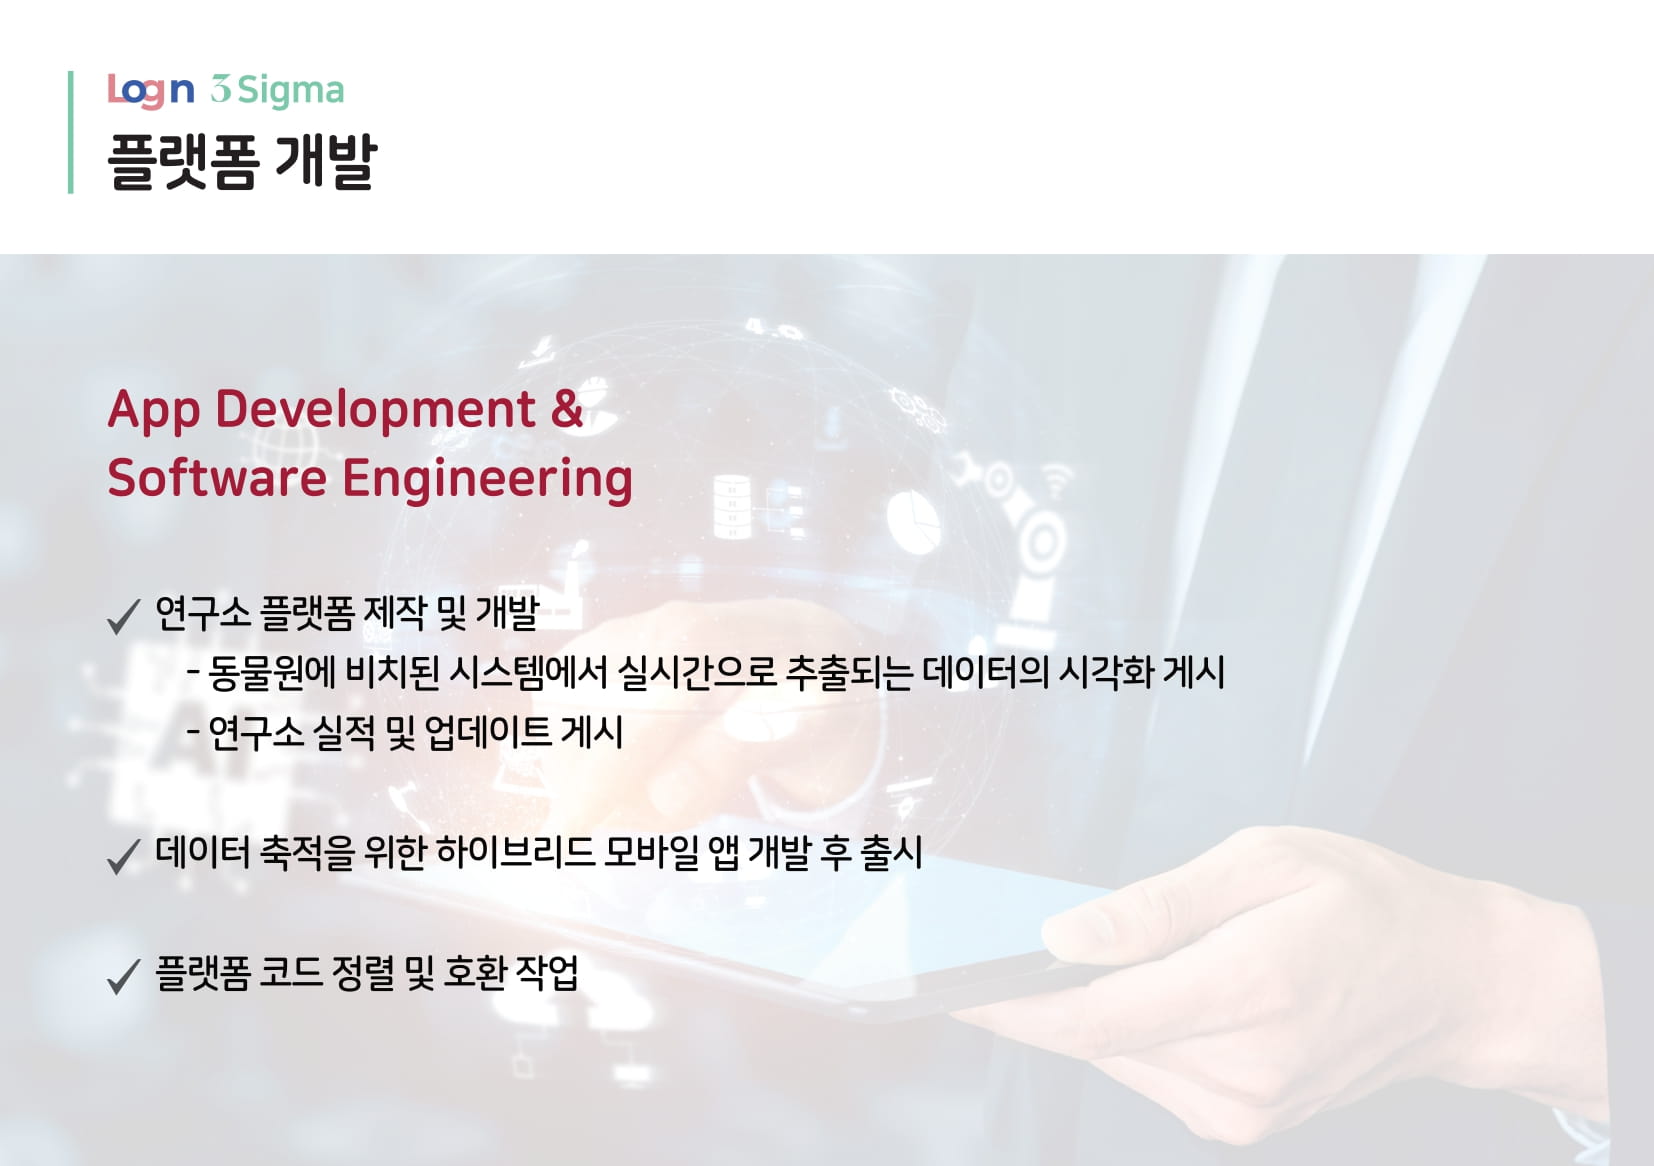 Logn 3 Sigma
플랫폼 개발
4.0
App Development &
Software Engineering
연구소 플랫폼 제작 및 개발
- 동물원에 비치된 시스템에서 실시간으로 추출되는 데이터의 시각화 게시
- 연구소 실적 및 업데이트 게시
AI
데이터 축적을 위한 하이브리드 모바일 앱 개발 후 출시
플랫폼 코드 정렬 및 호환 작업